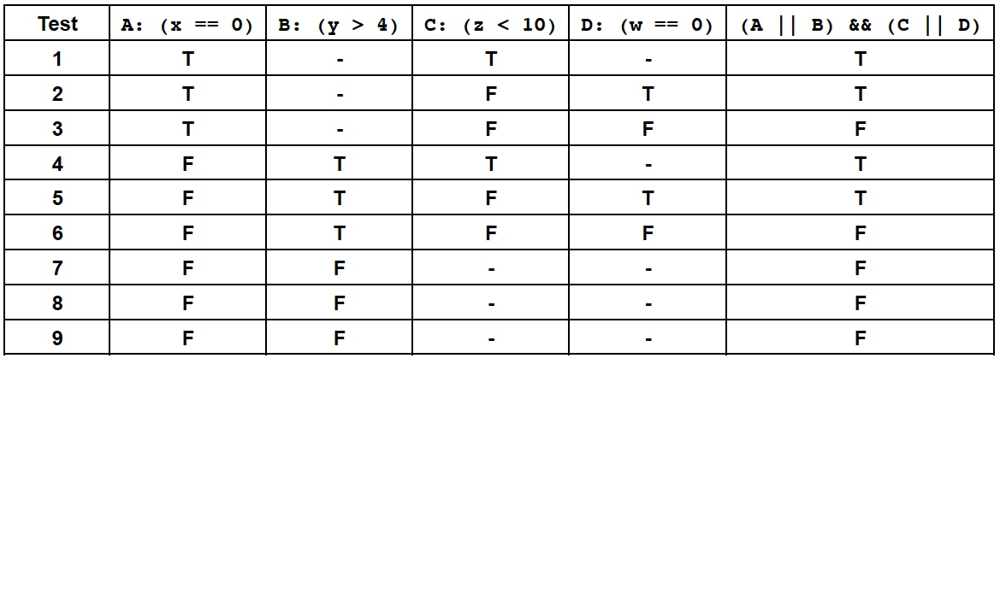 Test A: (x == 0) B: (y > 4) C: (z < 10) D: (w == 0) (A || B) && (C || D)
1 T - T - T
2 T - F T T
3 T - F F F
4 F T T - T
5 F T F T T
6 F T F F F
7 F F - - F
8 F F - - F
9 F F - - F